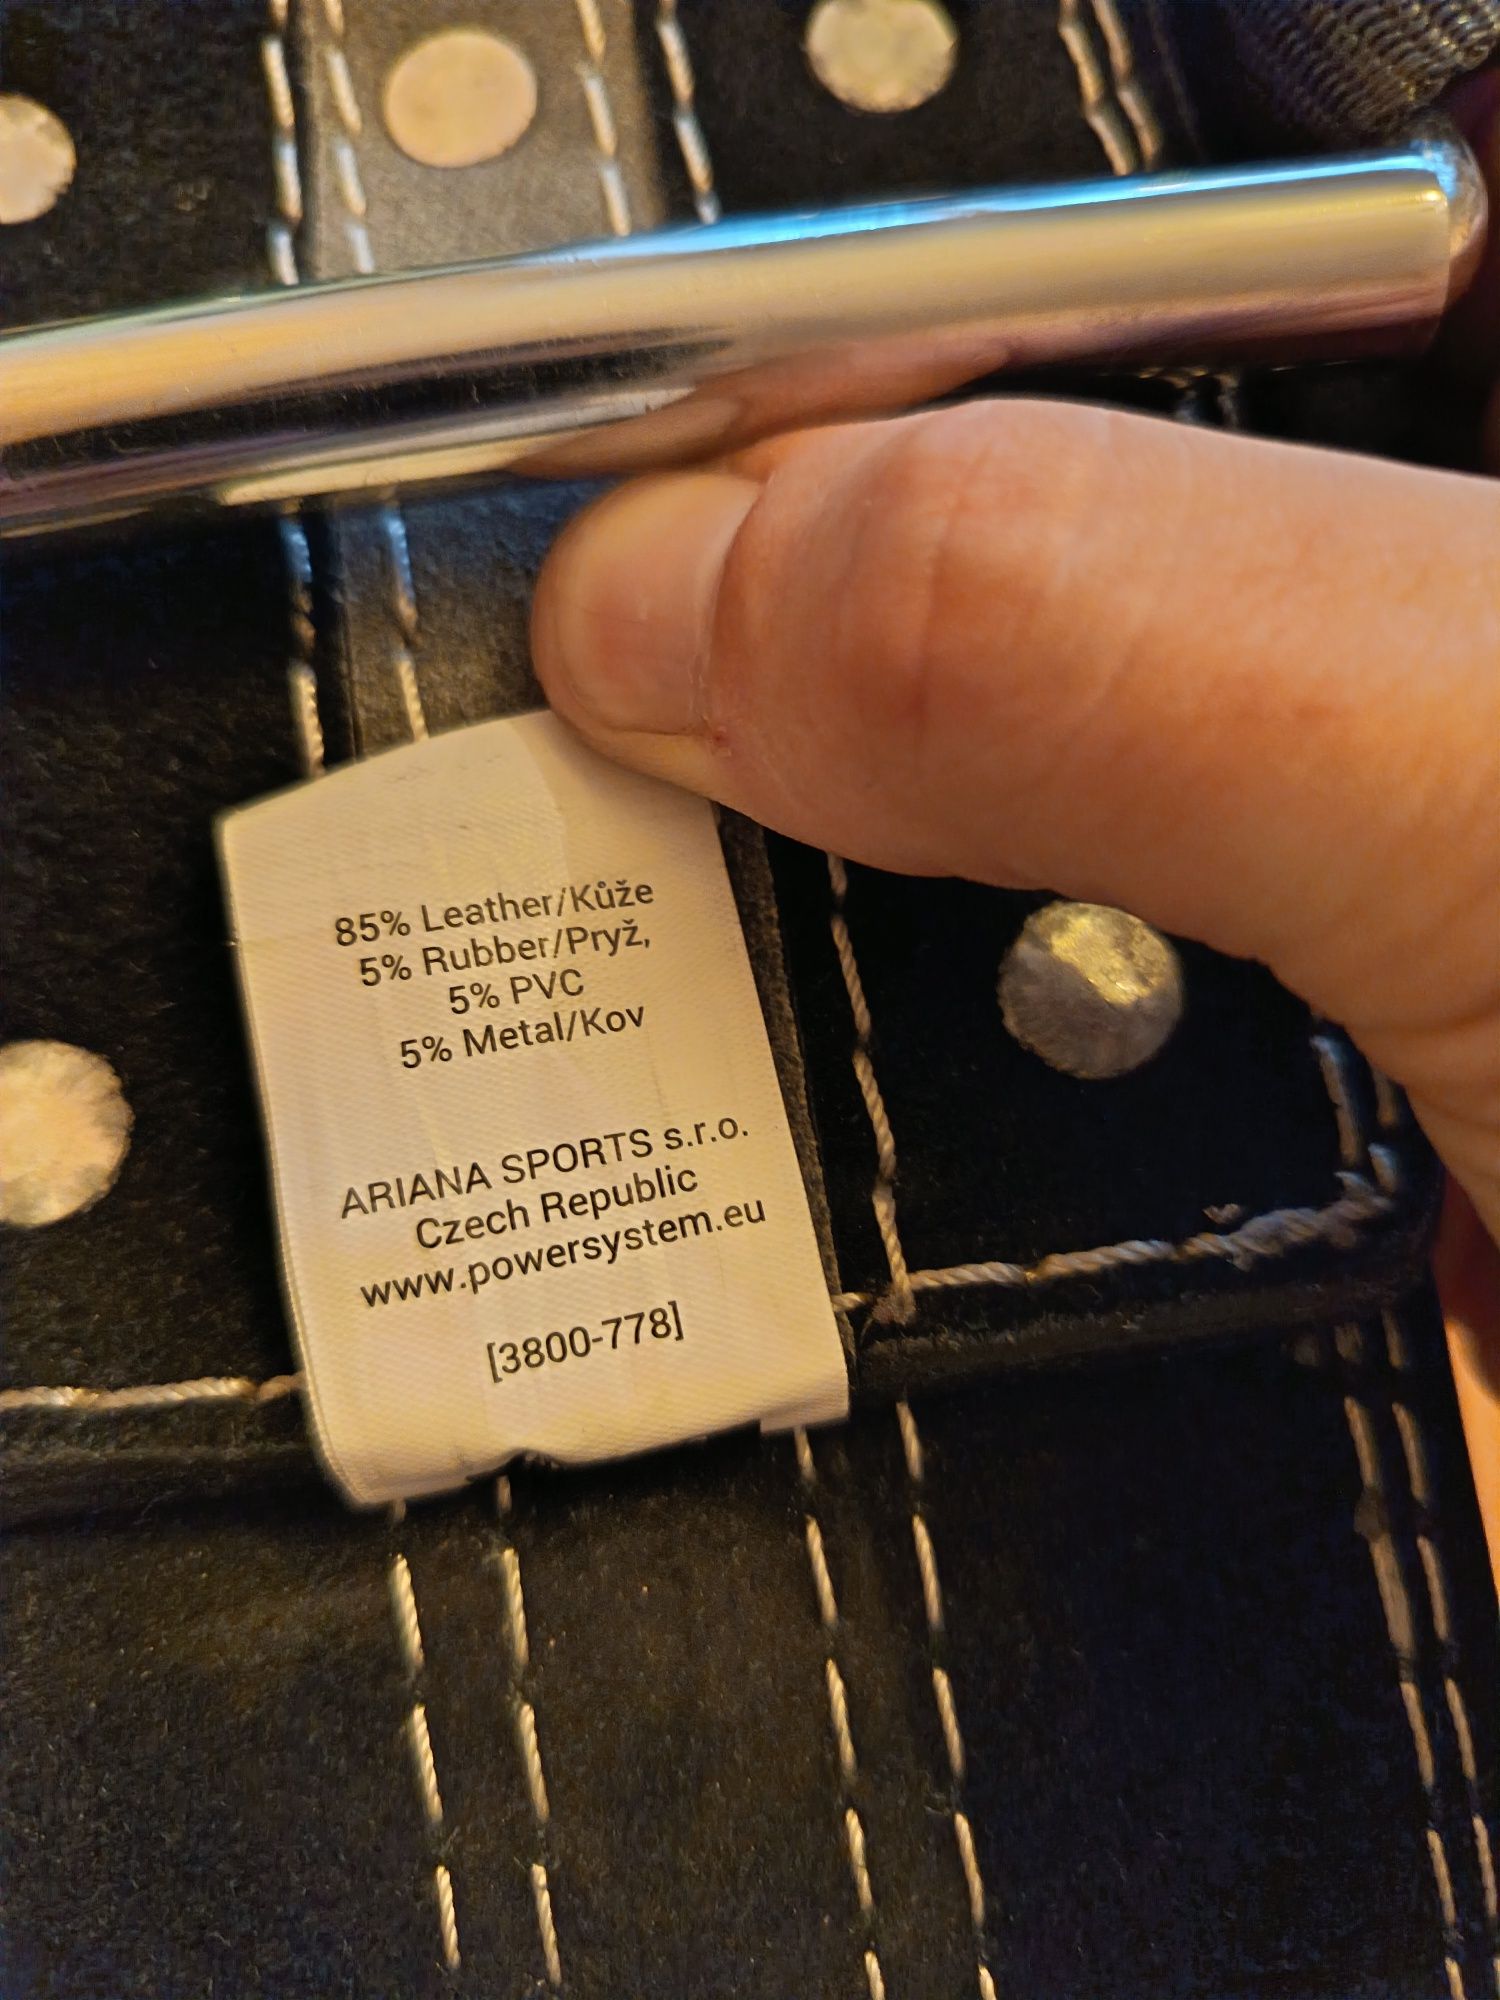 85% Leather/Kůže
5% Rubber/Pryž,
5% PVC
5% Metal/Kov
ARIANA SPORTS s.r.o.
Czech Republic
www.powersystem.eu
[3800-778]